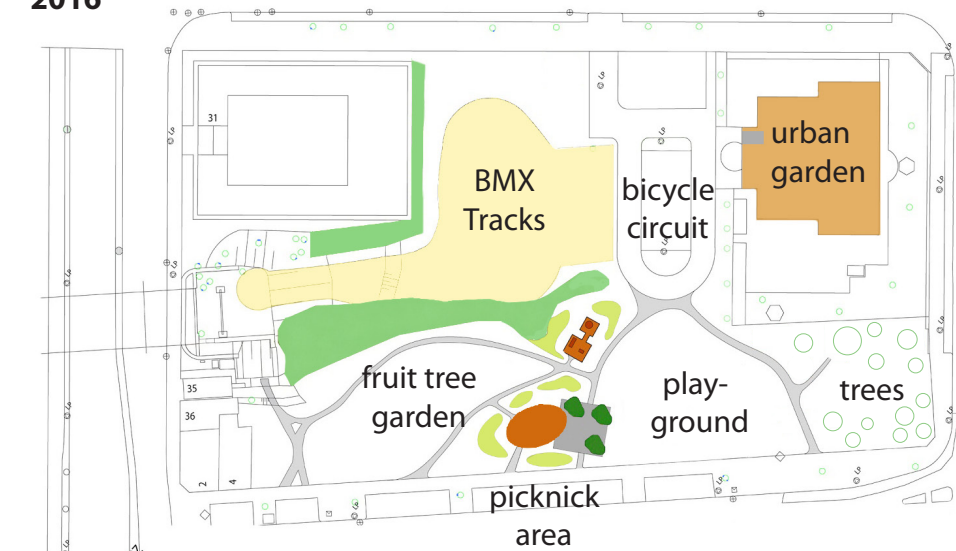 2016
31
BMX
Tracks
bicycle
circuit
urban
garden
35
36
fruit tree
garden
play-
ground
trees
2
4
picknick
area